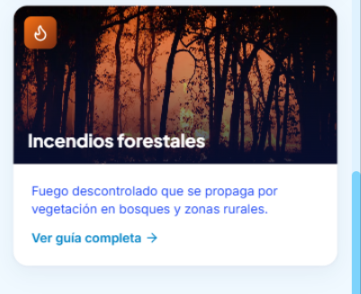 Incendios forestales
Fuego descontrolado que se propaga por
vegetación en bosques y zonas rurales.
Ver guía completa →